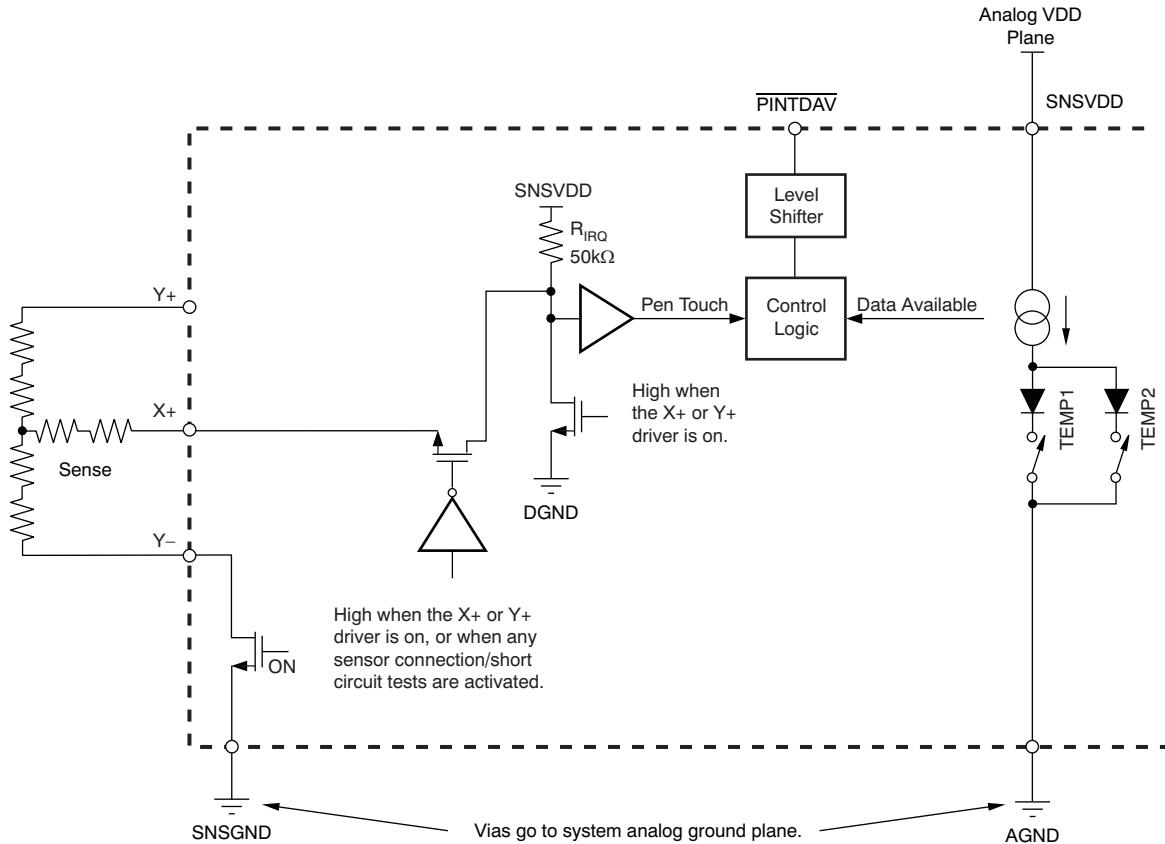 Analog VDD
Plane
SNSVDD
PINTDAV
Level
Shifter
SNSVDD
RIRQ
50kΩ
Y+
Pen Touch
Control
Logic
Data Available
High when
the X+ or Y+
driver is on.
TEMP1
TEMP2
X+
Sense
DGND
Y–
High when the X+ or Y+
driver is on, or when any
sensor connection/short
circuit tests are activated.
ON
SNSGND
Vias go to system analog ground plane.
AGND